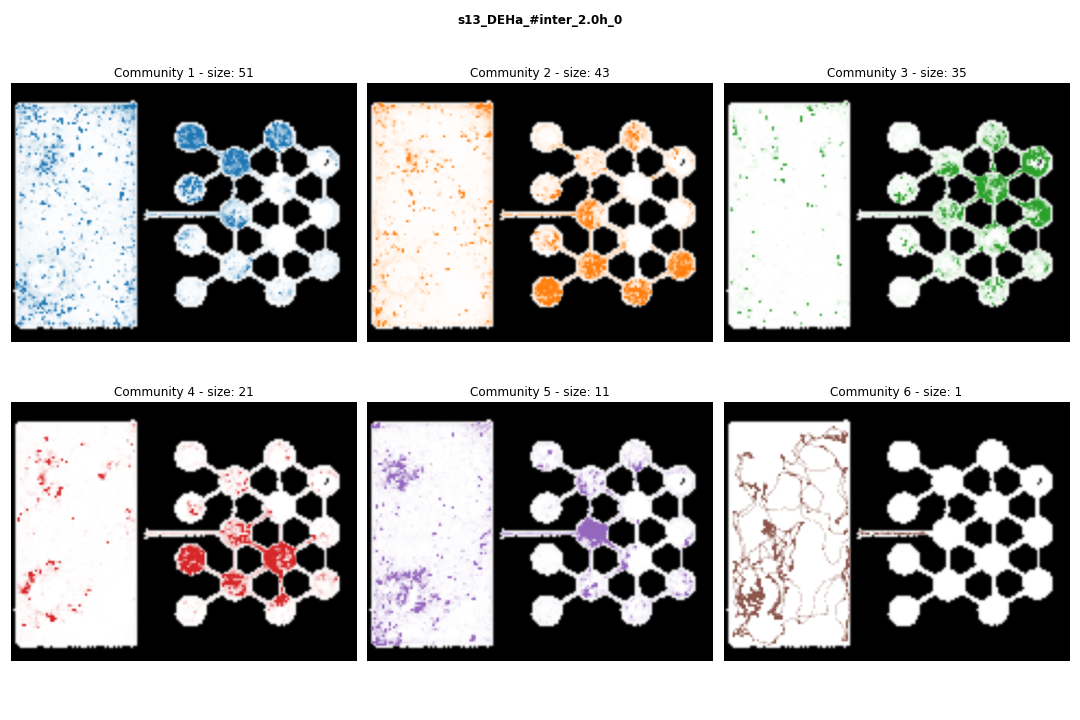 s13_DEHa_#inter_2.0h_0
Community 1 - size: 51
Community 2 - size: 43
Community 3 - size: 35
Community 4 - size: 21
Community 5 - size: 11
Community 6 - size: 1